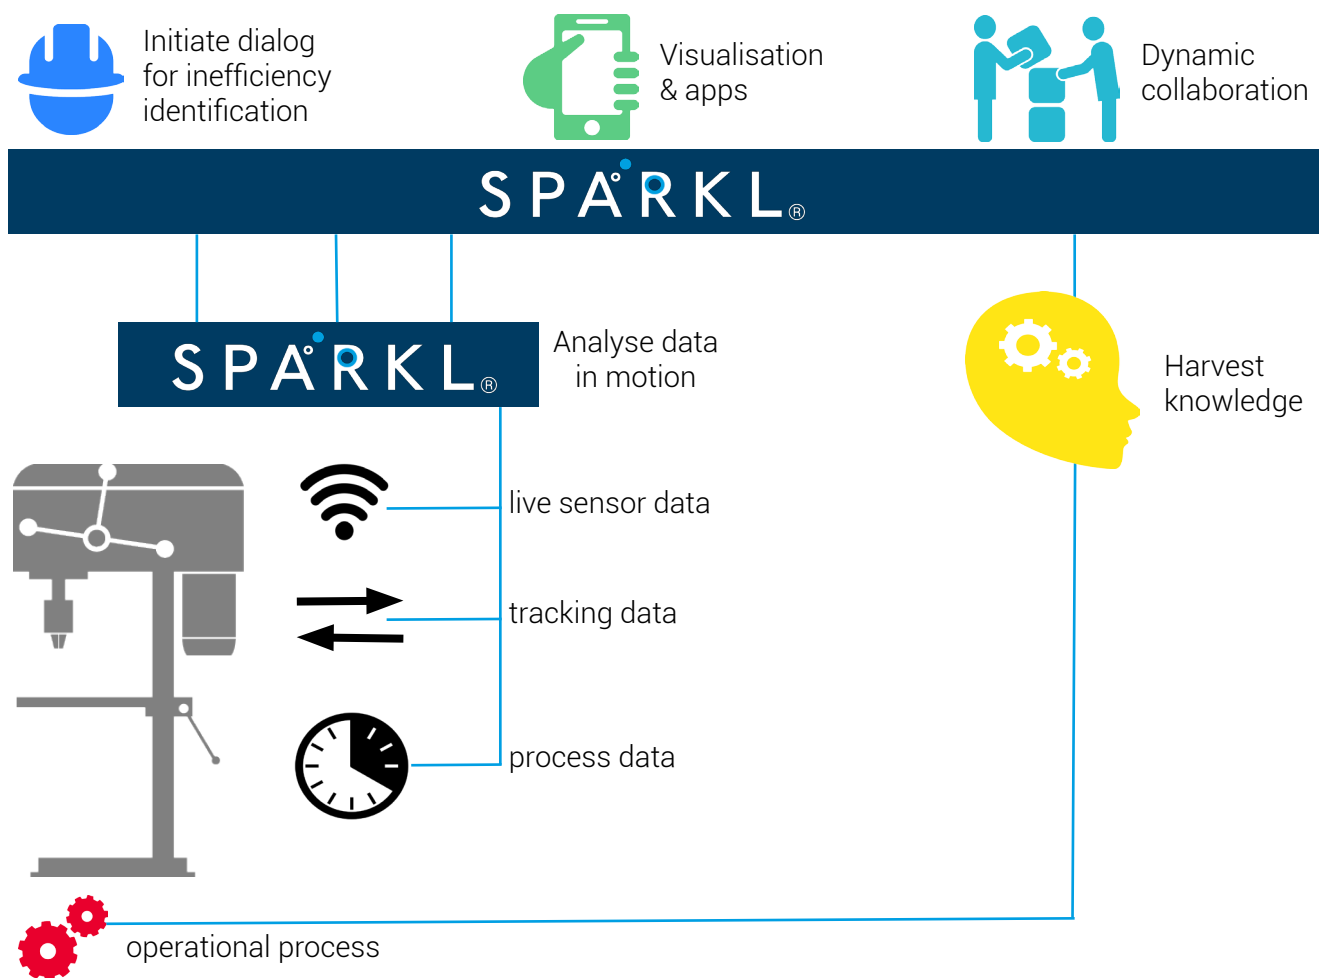 Initiate dialog
for inefficiency
identification
Visualisation
& apps
Dynamic
collaboration
SPARKL®
SPARKL®
Analyse data
in motion
Harvest
knowledge
live sensor data
tracking data
process data
operational process